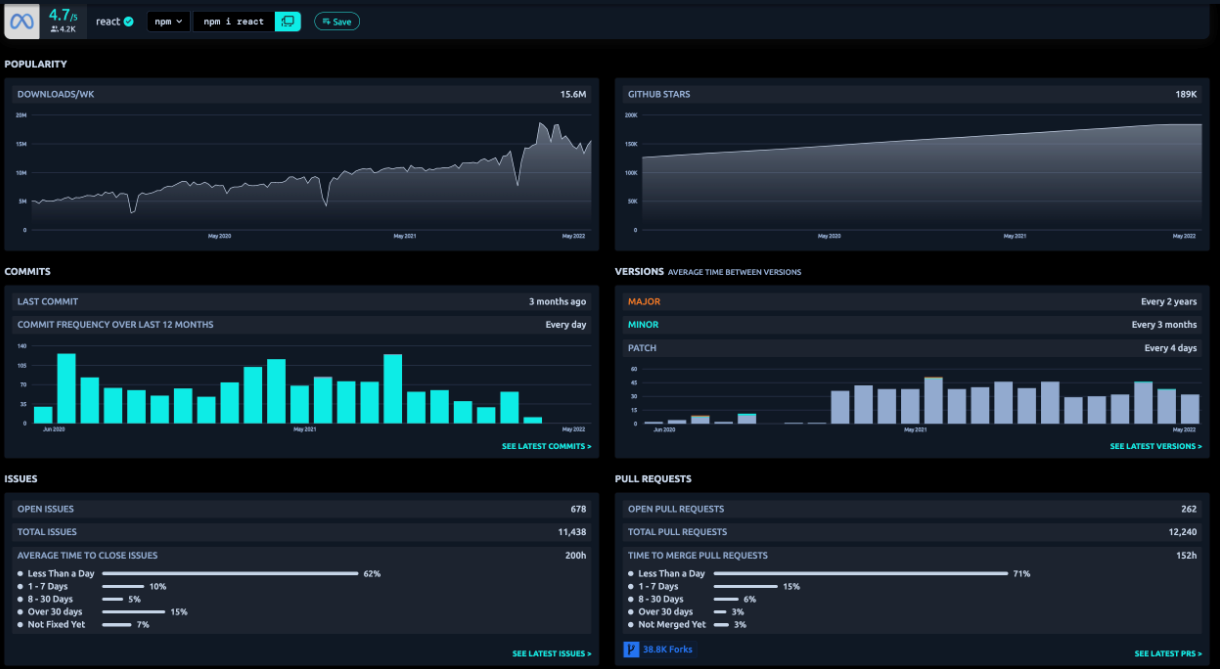 4.7/5
4.2K
react
npm
npm i react
Save
POPULARITY
DOWNLOADS/WK 15.6M
20M
15M
10M
5M
0
May 2020 May 2021 May 2022
GITHUB STARS 189K
200K
150K
100K
50K
0
May 2020 May 2021 May 2022
COMMITS
LAST COMMIT 3 months ago
COMMIT FREQUENCY OVER LAST 12 MONTHS Every day
140
105
70
35
0
Jun 2020 May 2021 May 2022
SEE LATEST COMMITS >
VERSIONS AVERAGE TIME BETWEEN VERSIONS
MAJOR Every 2 years
MINOR Every 3 months
PATCH Every 4 days
60
45
30
15
0
Jun 2020 May 2021 May 2022
SEE LATEST VERSIONS >
ISSUES
OPEN ISSUES 678
TOTAL ISSUES 11,438
AVERAGE TIME TO CLOSE ISSUES 200h
Less Than a Day 62%
1 - 7 Days 10%
8 - 30 Days 5%
Over 30 days 15%
Not Fixed Yet 7%
SEE LATEST ISSUES >
PULL REQUESTS
OPEN PULL REQUESTS 262
TOTAL PULL REQUESTS 12,240
TIME TO MERGE PULL REQUESTS 152h
Less Than a Day 71%
1 - 7 Days 15%
8 - 30 Days 6%
Over 30 days 3%
Not Merged Yet 3%
38.8K Forks
SEE LATEST PRS >